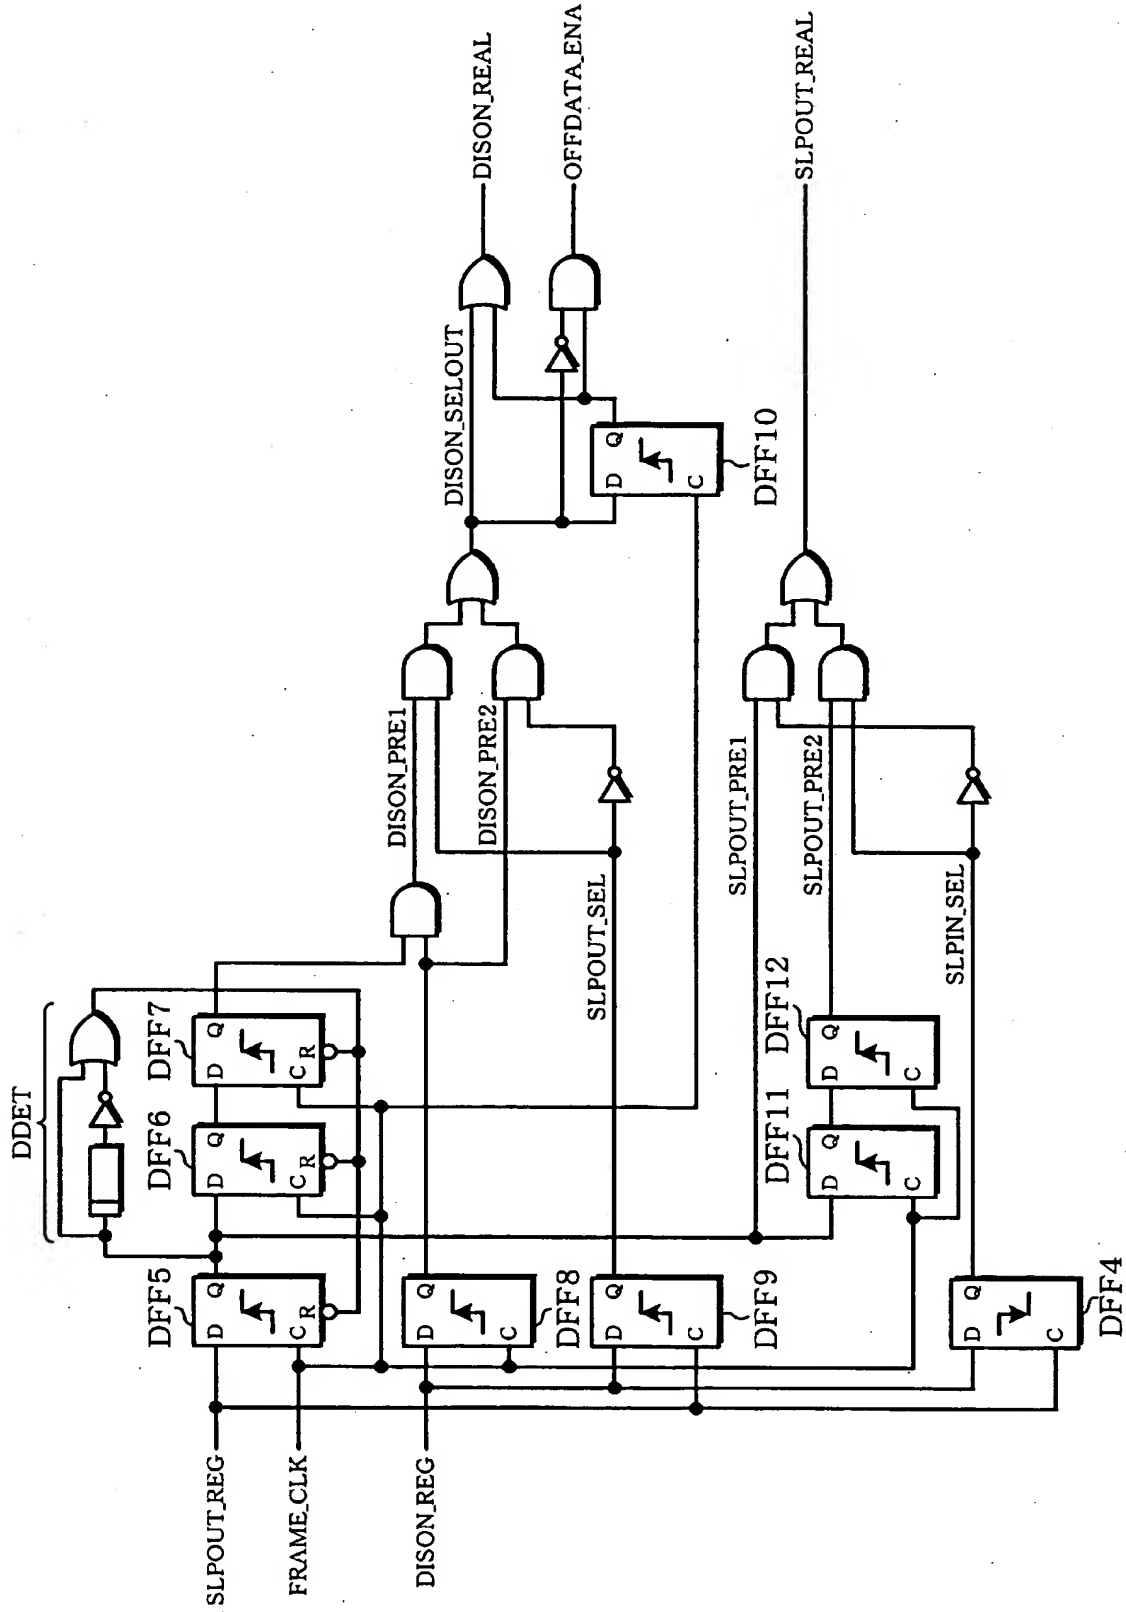 SLPOUT_REG
FRAME_CLK
DISON_REG
DDET
DFF5
D
Q
C
R
DFF6
D
Q
C
R
DFF7
D
Q
C
R
DFF8
D
Q
C
DFF9
D
Q
C
DFF4
D
Q
C
DFF11
D
Q
C
DFF12
D
Q
C
SLPOUT_SEL
SLPIN_SEL
DISON_PRE1
DISON_PRE2
SLPOUT_PRE1
SLPOUT_PRE2
DISON_SELOUT
DFF10
D
Q
C
DISON_REAL
OFFDATA_ENA
SLPOUT_REAL